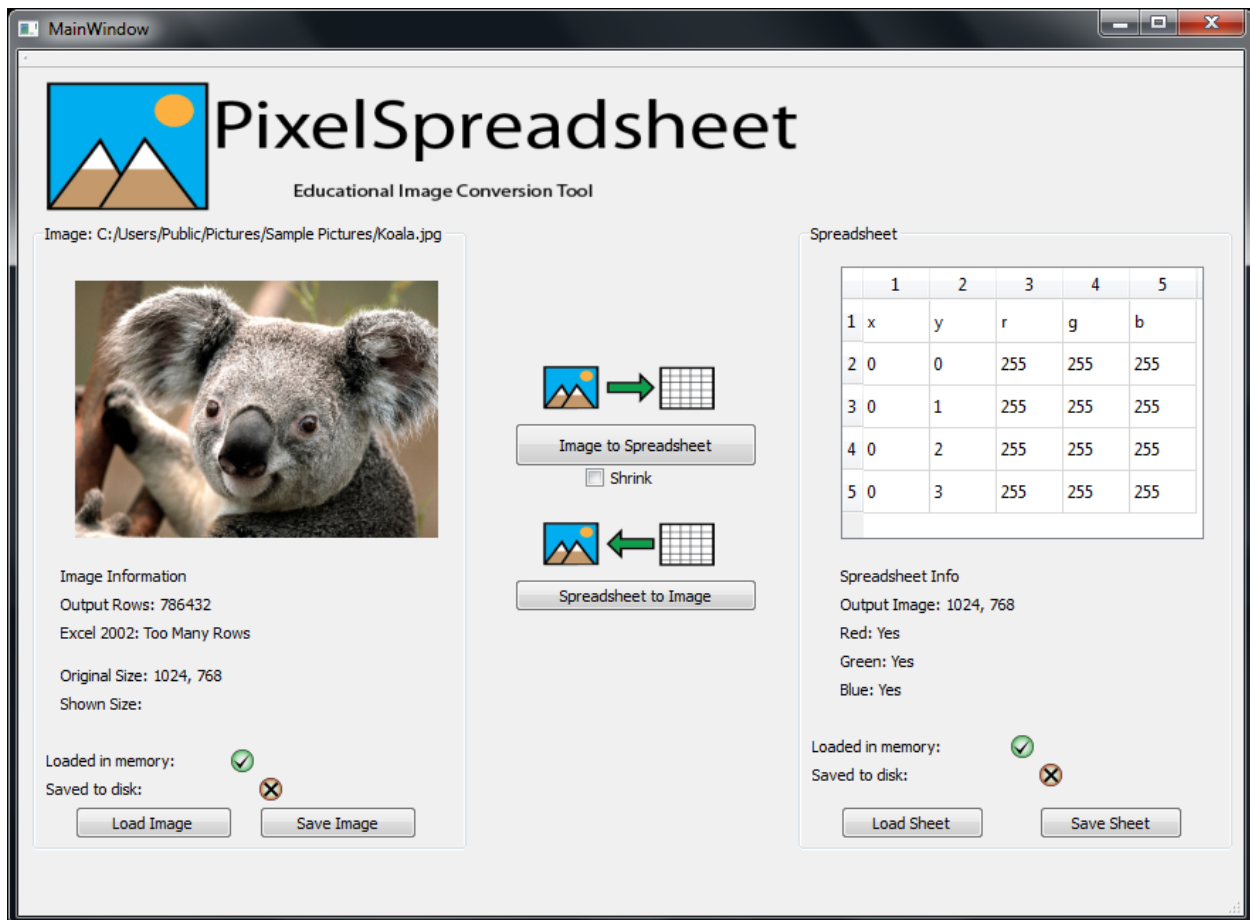 MainWindow
PixelSpreadsheet
Educational Image Conversion Tool
Image: C:/Users/Public/Pictures/Sample Pictures/Koala.jpg
Image Information
Output Rows: 786432
Excel 2002: Too Many Rows
Original Size: 1024, 768
Shown Size:
Loaded in memory:
Saved to disk:
Load Image Save Image
Image to Spreadsheet
Shrink
Spreadsheet to Image
Spreadsheet
1 2 3 4 5
1 x y r g b
2 0 0 255 255 255
3 0 1 255 255 255
4 0 2 255 255 255
5 0 3 255 255 255
Spreadsheet Info
Output Image: 1024, 768
Red: Yes
Green: Yes
Blue: Yes
Loaded in memory:
Saved to disk:
Load Sheet Save Sheet